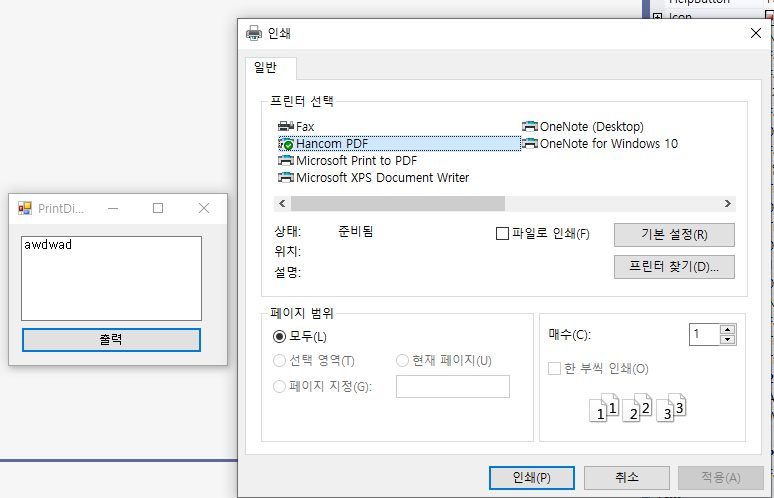 HelpButton
Icon
인쇄
일반
프린터 선택
Fax
OneNote (Desktop)
Hancom PDF
OneNote for Windows 10
Microsoft Print to PDF
Microsoft XPS Document Writer
상태: 준비됨
파일로 인쇄(F)
기본 설정(R)
위치:
설명:
프린터 찾기(D)...
페이지 범위
모두(L)
선택 영역(T)
현재 페이지(U)
페이지 지정(G):
매수(C): 1
한 부씩 인쇄(O)
1 1 2 2 3 3
인쇄(P)
취소
적용(A)
PrintDi...
awdwad
출력